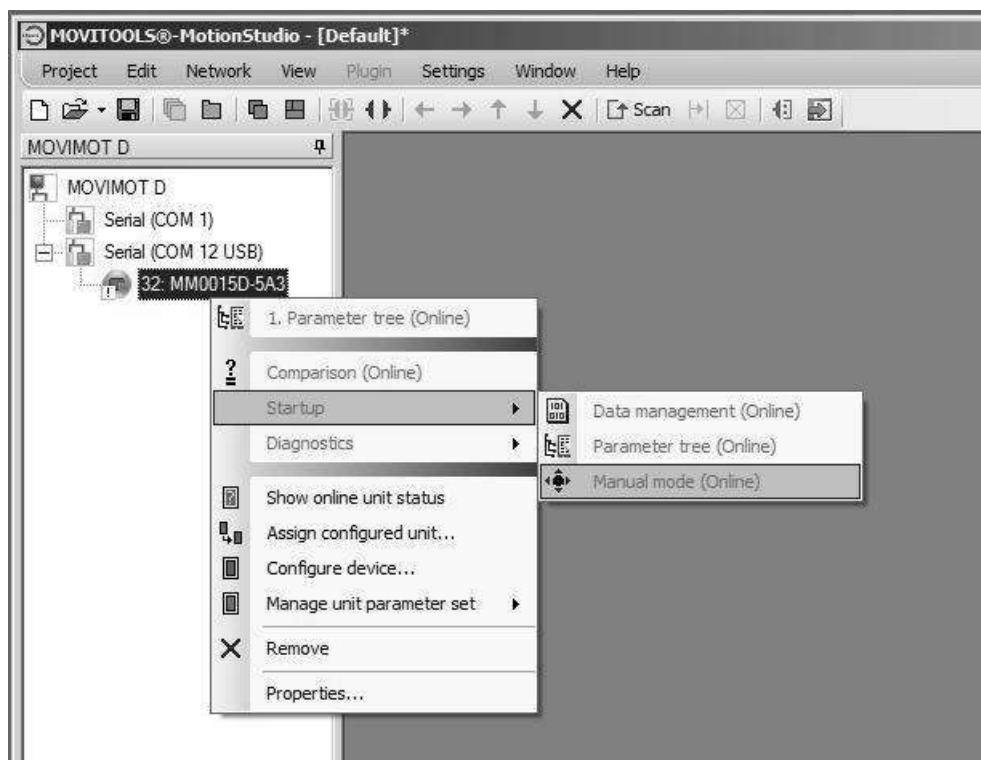 MOVITOOLS®-MotionStudio - [Default]*
Project Edit Network View Plugin Settings Window Help
Scan
MOVIMOT D
MOVIMOT D
Serial (COM 1)
Serial (COM 12 USB)
32: MM0015D-5A3
1. Parameter tree (Online)
Comparison (Online)
Startup
Diagnostics
Show online unit status
Assign configured unit...
Configure device...
Manage unit parameter set
Remove
Properties...
Data management (Online)
Parameter tree (Online)
Manual mode (Online)